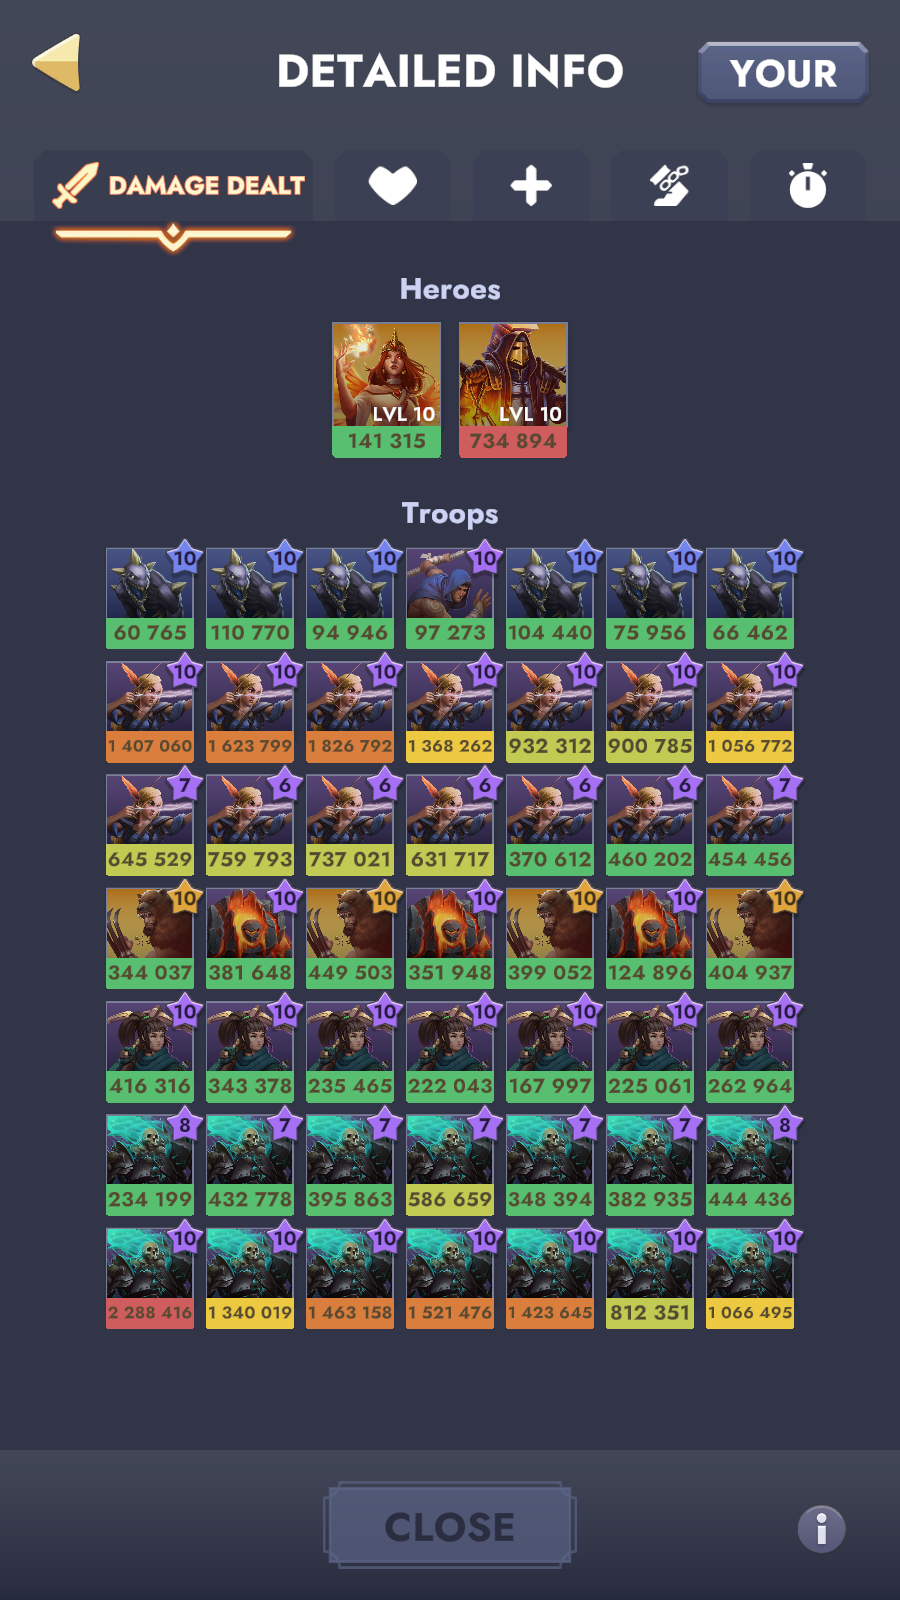 DETAILED INFO
YOUR
DAMAGE DEALT
Heroes
LVL 10 LVL 10
141 315 734 894
Troops
10 10 10 10 10 10 10
60 765 110 770 94 946 97 273 104 440 75 956 66 462
10 10 10 10 10 10 10
1 407 060 1 623 799 1 826 792 1 368 262 932 312 900 785 1 056 772
7 6 6 6 6 6 7
645 529 759 793 737 021 631 717 370 612 460 202 454 456
10 10 10 10 10 10 10
344 037 381 648 449 503 351 948 399 052 124 896 404 937
10 10 10 10 10 10 10
416 316 343 378 235 465 222 043 167 997 225 061 262 964
8 7 7 7 7 7 8
234 199 432 778 395 863 586 659 348 394 382 935 444 436
10 10 10 10 10 10 10
2 288 416 1 340 019 1 463 158 1 521 476 1 423 645 812 351 1 066 495
CLOSE